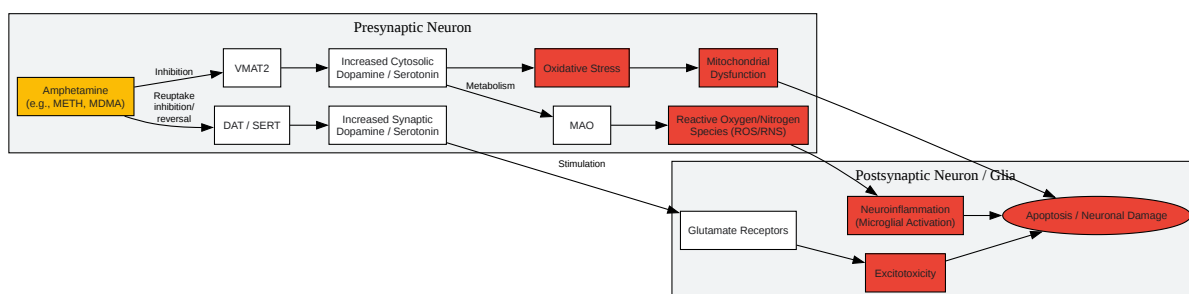 Presynaptic Neuron
Amphetamine
(e.g., METH, MDMA)
Inhibition
Reuptake
inhibition/
reversal
VMAT2
DAT / SERT
Increased Cytosolic
Dopamine / Serotonin
Increased Synaptic
Dopamine / Serotonin
Metabolism
Oxidative Stress
MAO
Mitochondrial
Dysfunction
Reactive Oxygen/Nitrogen
Species (ROS/RNS)
Stimulation
Postsynaptic Neuron / Glia
Glutamate Receptors
Neuroinflammation
(Microglial Activation)
Excitotoxicity
Apoptosis / Neuronal Damage